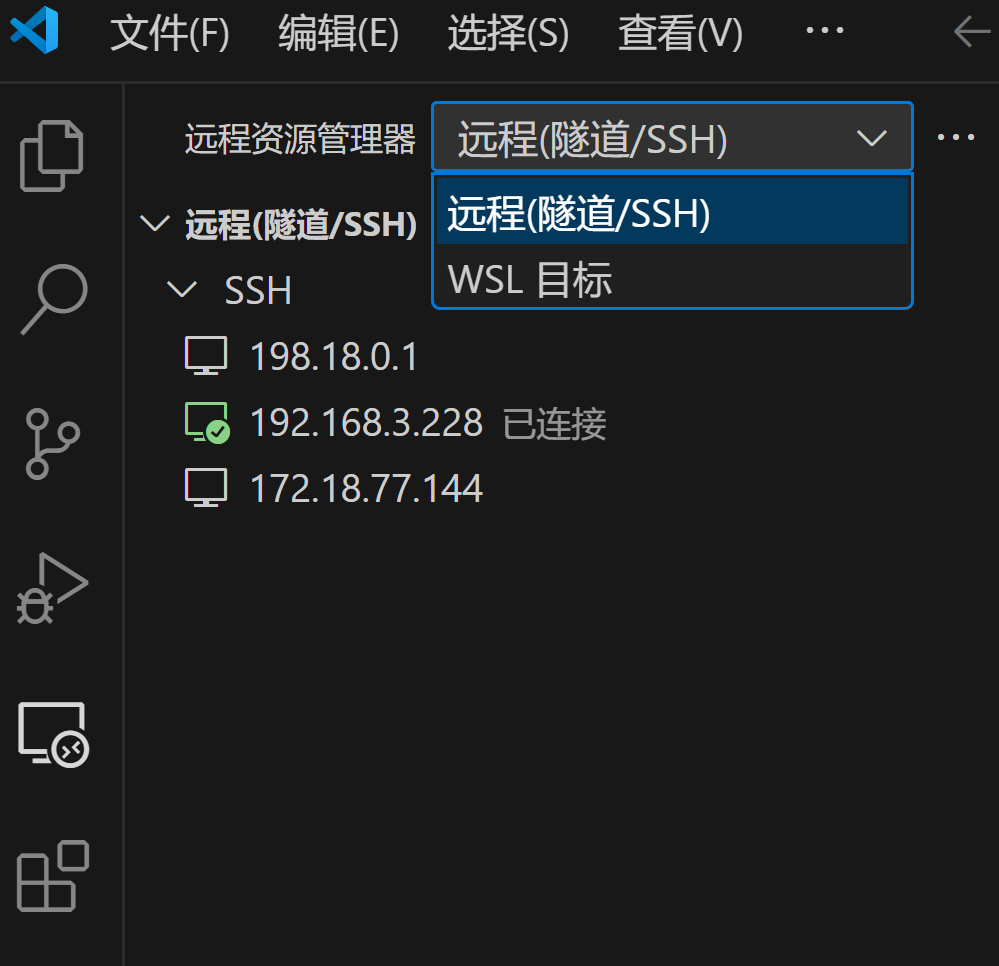 文件(F) 编辑(E) 选择(S) 查看(V) ···
远程资源管理器 远程(隧道/SSH) ···
远程(隧道/SSH)
WSL 目标
远程(隧道/SSH)
SSH
198.18.0.1
192.168.3.228 已连接
172.18.77.144